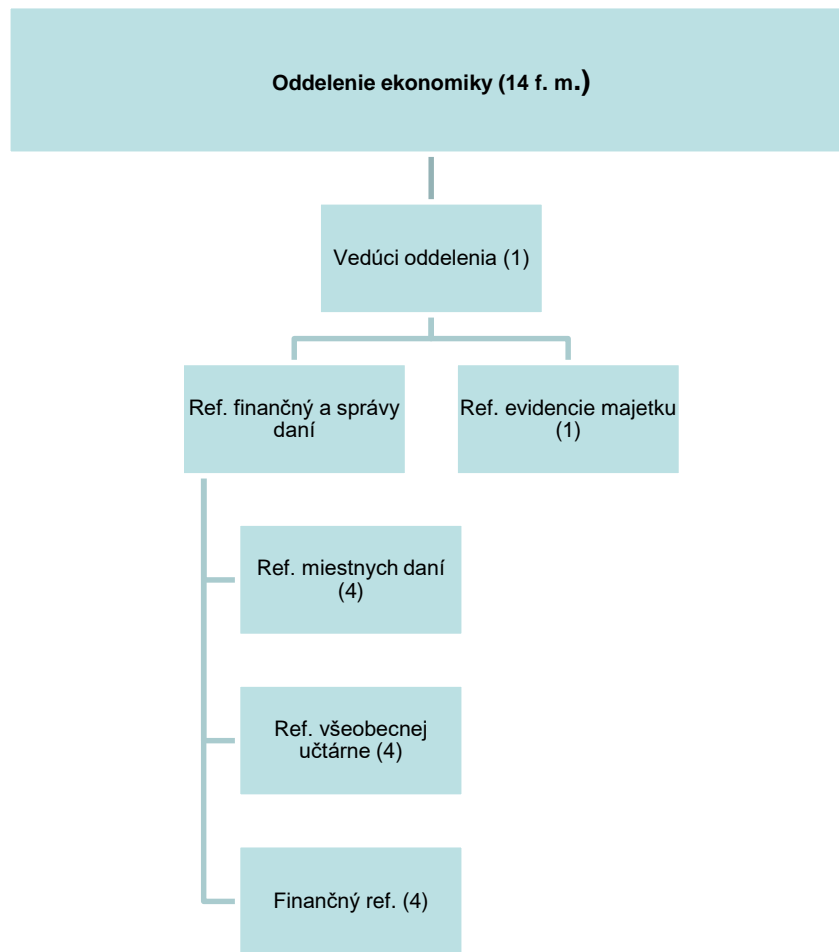 Oddelenie ekonomiky (14 f. m.)
Vedúci oddelenia (1)
Ref. finančný a správy
daní
Ref. evidencie majetku
(1)
Ref. miestnych daní
(4)
Ref. všeobecnej
učtárne (4)
Finančný ref. (4)